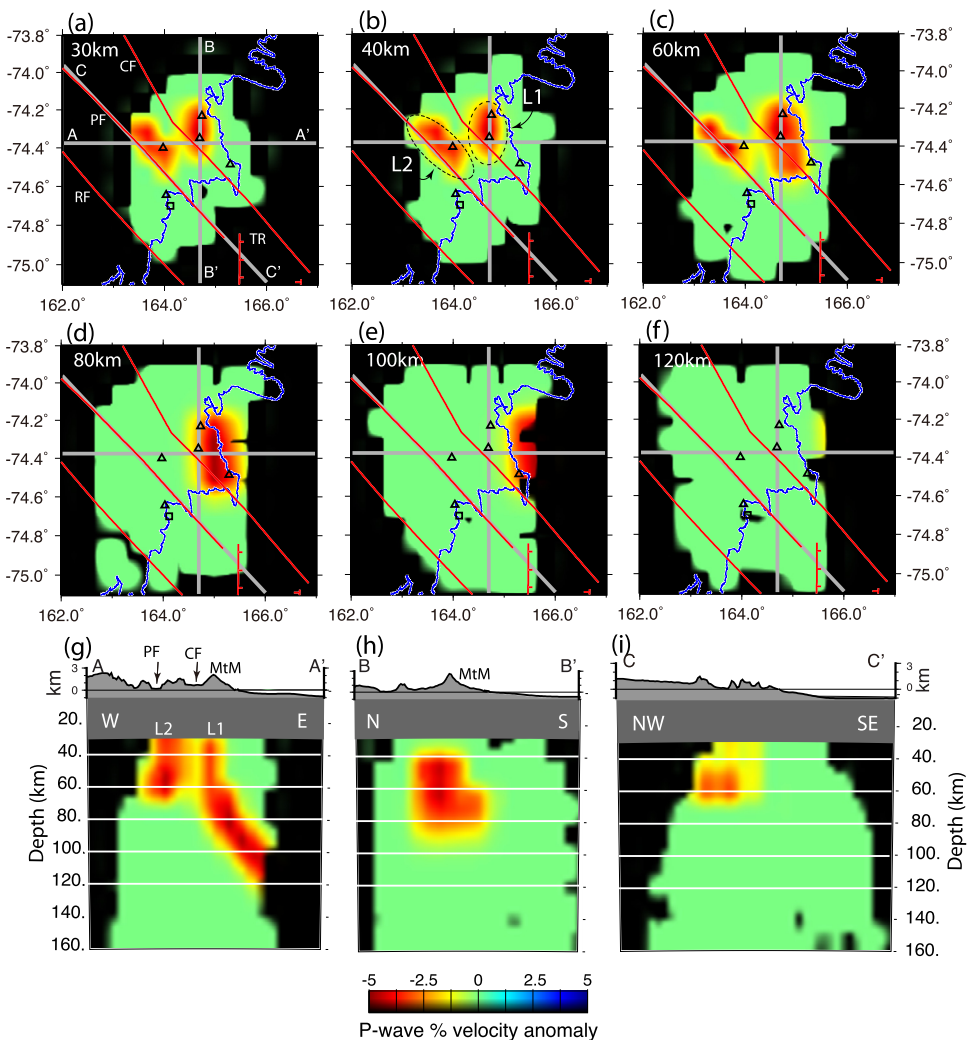 (a) (b) (c)
-73.8°
30km B
40km
60km
-73.8°
C CF
-74.0°
-74.0°
PF L1
-74.2°
-74.2°
A A'
-74.4°
-74.4°
L2
-74.6°
-74.6°
RF
-74.8°
-74.8°
TR
-75.0°
B' C'
-75.0°
162.0° 164.0° 166.0° 162.0° 164.0° 166.0° 162.0° 164.0° 166.0°
(d) (e) (f)
-73.8°
80km
100km
120km
-73.8°
-74.0°
-74.0°
-74.2°
-74.2°
-74.4°
-74.4°
-74.6°
-74.6°
-74.8°
-74.8°
-75.0°
-75.0°
162.0° 164.0° 166.0° 162.0° 164.0° 166.0° 162.0° 164.0° 166.0°
(g) (h) (i)
A PF CF MtM A'
B MtM B'
C C'
km 3 0
3 0
3 0 km
W E
N S
NW SE
L2 L1
20. 20.
40. 40.
60. 60.
80. 80.
100. 100.
120. 120.
140. 140.
160. 160.
Depth (km)
Depth (km)
-5 -2.5 0 2.5 5
P-wave % velocity anomaly